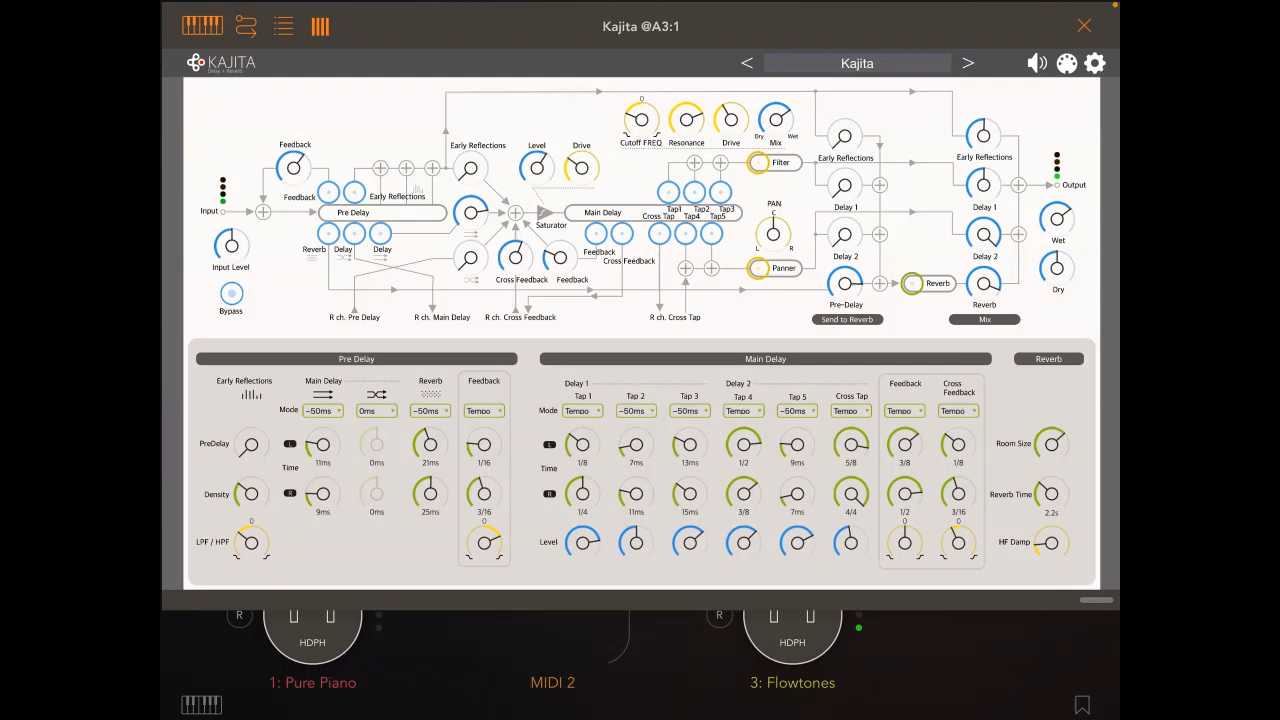 Kajita @A3:1
KAJITA
Delay + Reverb
<
Kajita
>
0
Cutoff FREQ
Resonance
Drive
Dry
Wet
Mix
Feedback
Early Reflections
Level
Drive
Early Reflections
Early Reflections
Filter
Feedback
Early Reflections
Delay 1
Delay 1
Input
Pre Delay
Saturator
Main Delay
Tap1
Tap2
Tap3
Cross Tap
Tap4
Tap5
PAN
C
L
R
Output
Wet
Input Level
Reverb
Delay
Delay
Feedback
Cross Feedback
Cross Feedback
Feedback
Delay 2
Delay 2
Panner
Reverb
Dry
Bypass
R ch. Pre Delay
R ch. Main Delay
R ch. Cross Feedback
R ch. Cross Tap
Pre-Delay
Reverb
Send to Reverb
Mix
Pre Delay
Main Delay
Reverb
Early Reflections
Main Delay
Reverb
Feedback
Delay 1
Delay 2
Feedback
Cross Feedback
Tap 1
Tap 2
Tap 3
Tap 4
Tap 5
Cross Tap
Mode
~50ms
0ms
~50ms
Tempo
Mode
Tempo
~50ms
~50ms
Tempo
~50ms
Tempo
Tempo
Tempo
PreDelay
L
11ms
0ms
21ms
1/16
L
1/8
7ms
13ms
1/2
9ms
5/8
3/8
1/8
Room Size
Time
Time
Density
R
9ms
0ms
25ms
3/16
R
1/4
11ms
15ms
3/8
7ms
4/4
1/2
3/16
Reverb Time
2.2s
LPF / HPF
0
0
Level
0
0
HF Damp
R
HDPH
R
HDPH
1: Pure Piano
MIDI 2
3: Flowtones